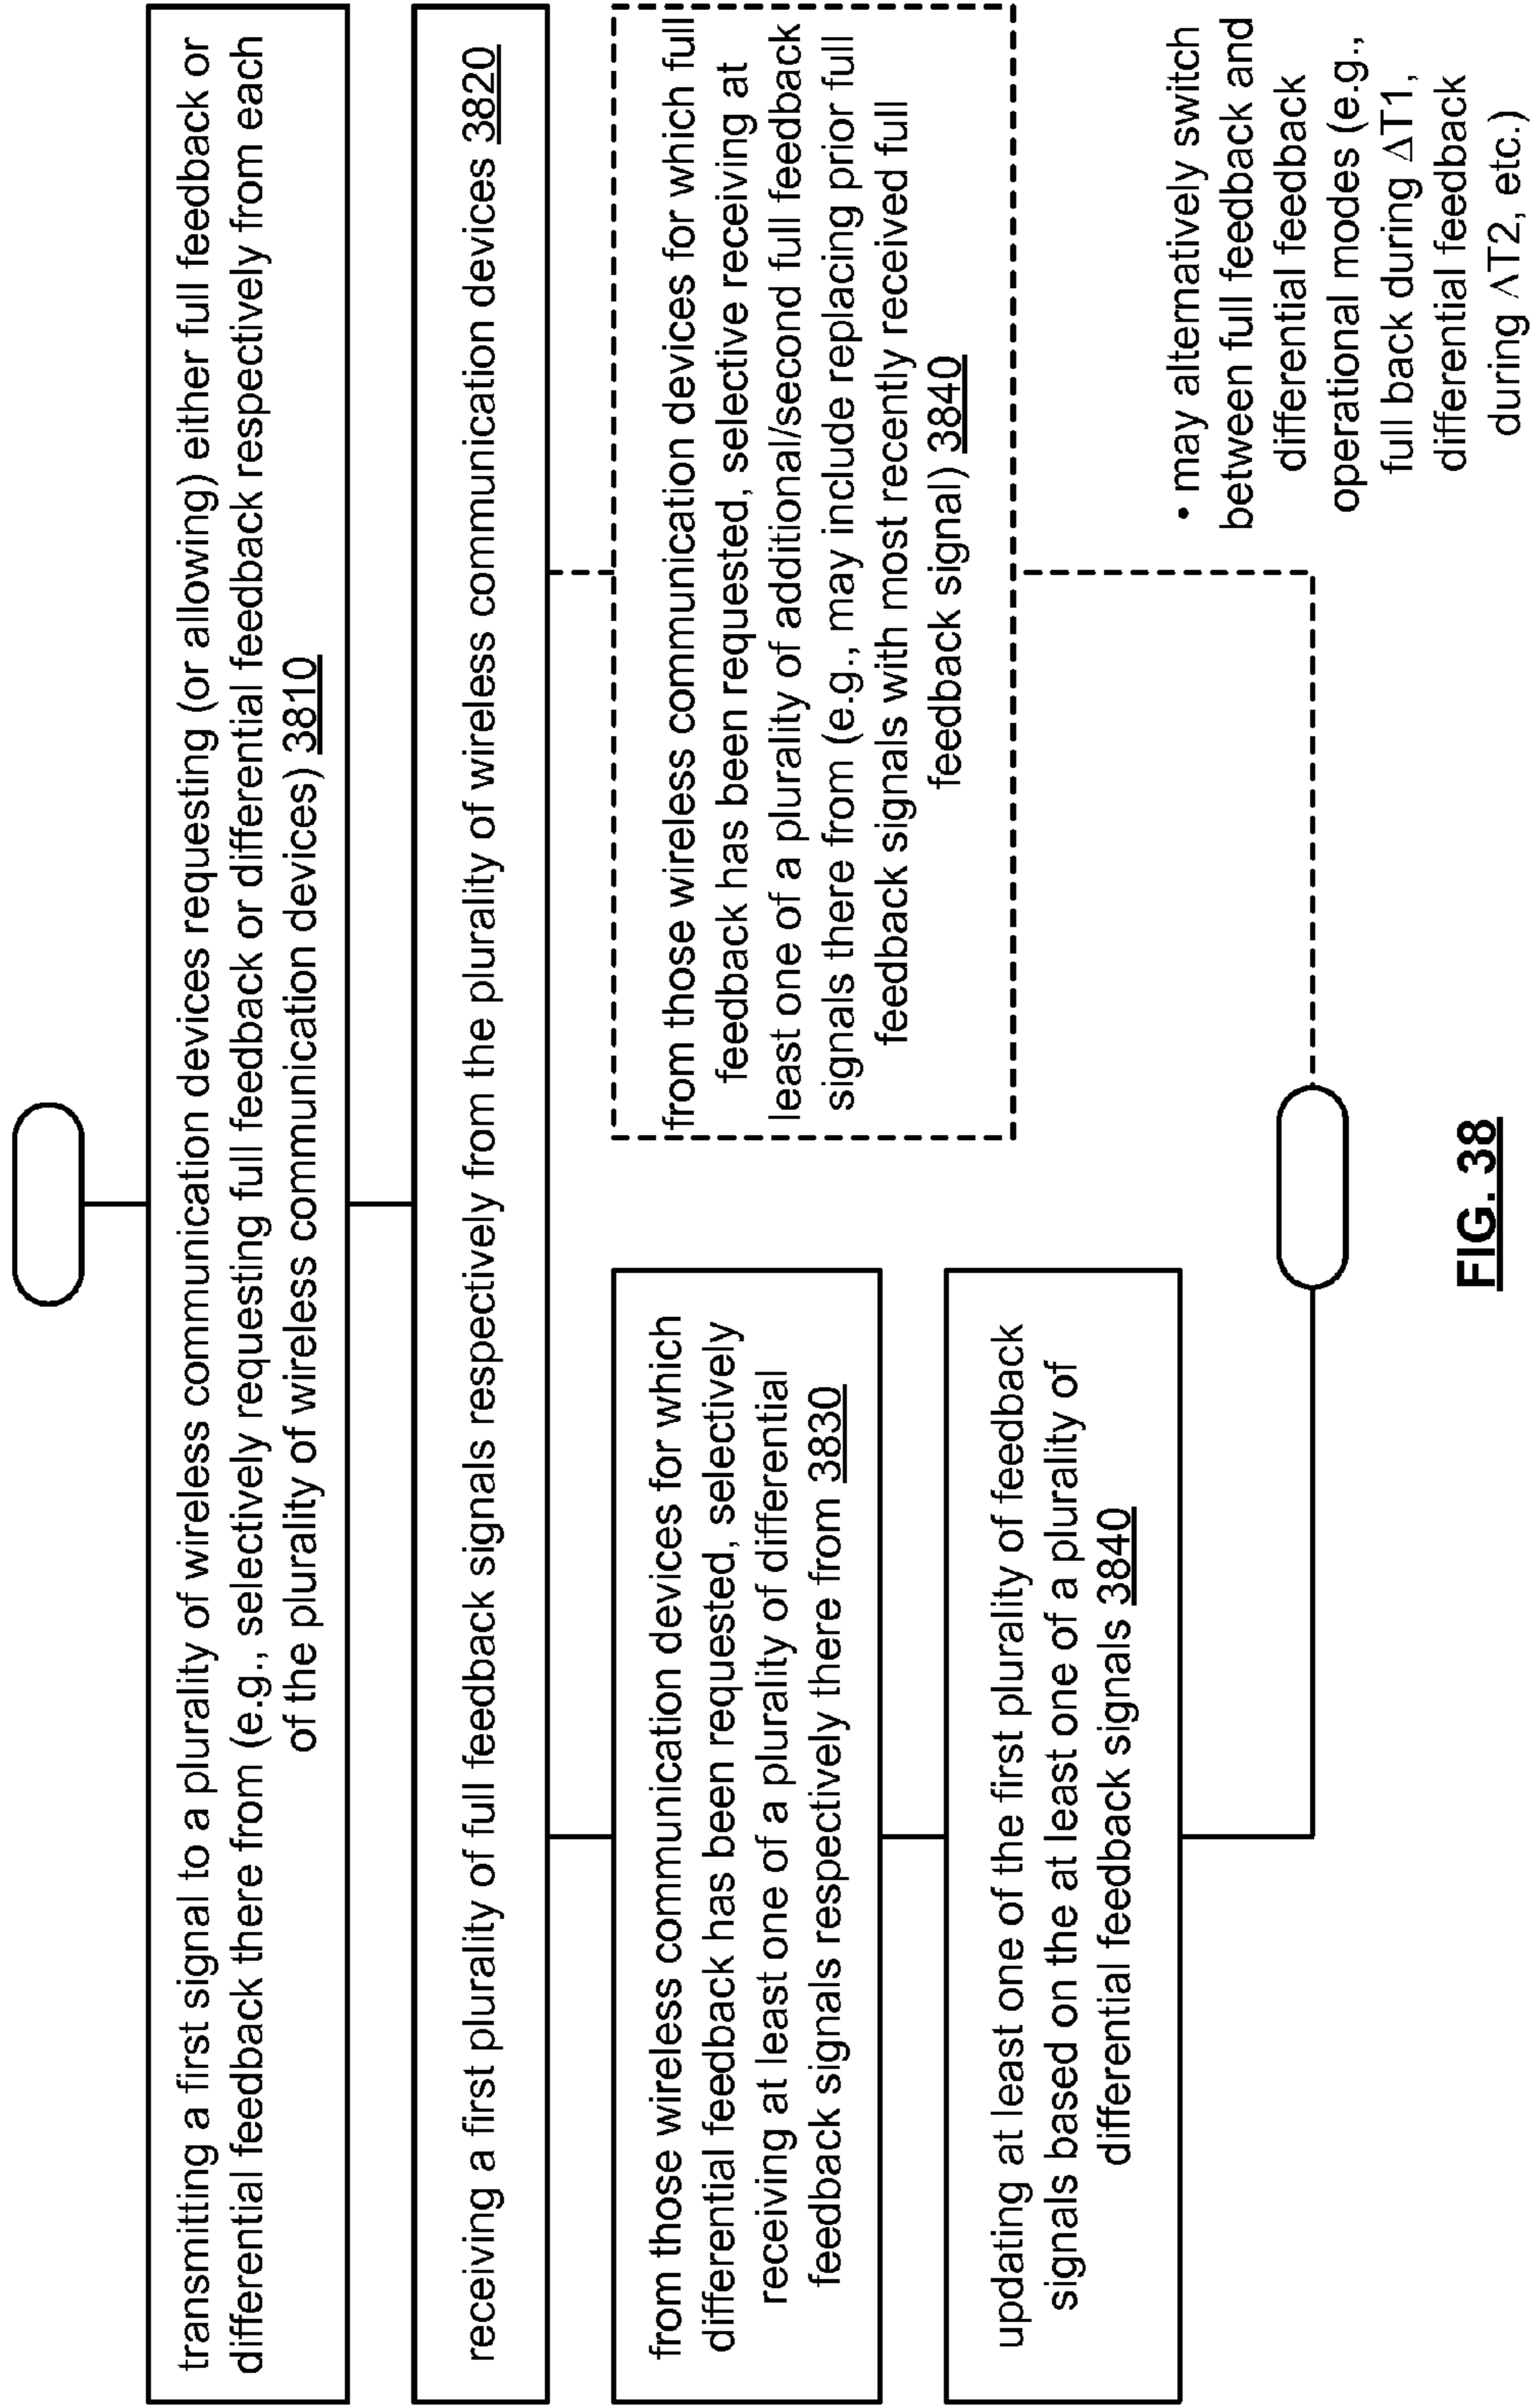 transmitting a first signal to a plurality of wireless communication devices requesting (or allowing) either full feedback or
differential feedback there from (e.g., selectively requesting full feedback or differential feedback respectively from each
of the plurality of wireless communication devices) 3810
receiving a first plurality of full feedback signals respectively from the plurality of wireless communication devices 3820
from those wireless communication devices for which
differential feedback has been requested, selectively
receiving at least one of a plurality of differential
feedback signals respectively there from 3830
updating at least one of the first plurality of feedback
signals based on the at least one of a plurality of
differential feedback signals 3840
from those wireless communication devices for which full
feedback has been requested, selective receiving at
least one of a plurality of additional/second full feedback
signals there from (e.g., may include replacing prior full
feedback signals with most recently received full
feedback signal) 3840
• may alternatively switch
between full feedback and
differential feedback
operational modes (e.g.,
full back during ΔT1,
differential feedback
during ΔT2, etc.)
FIG. 38